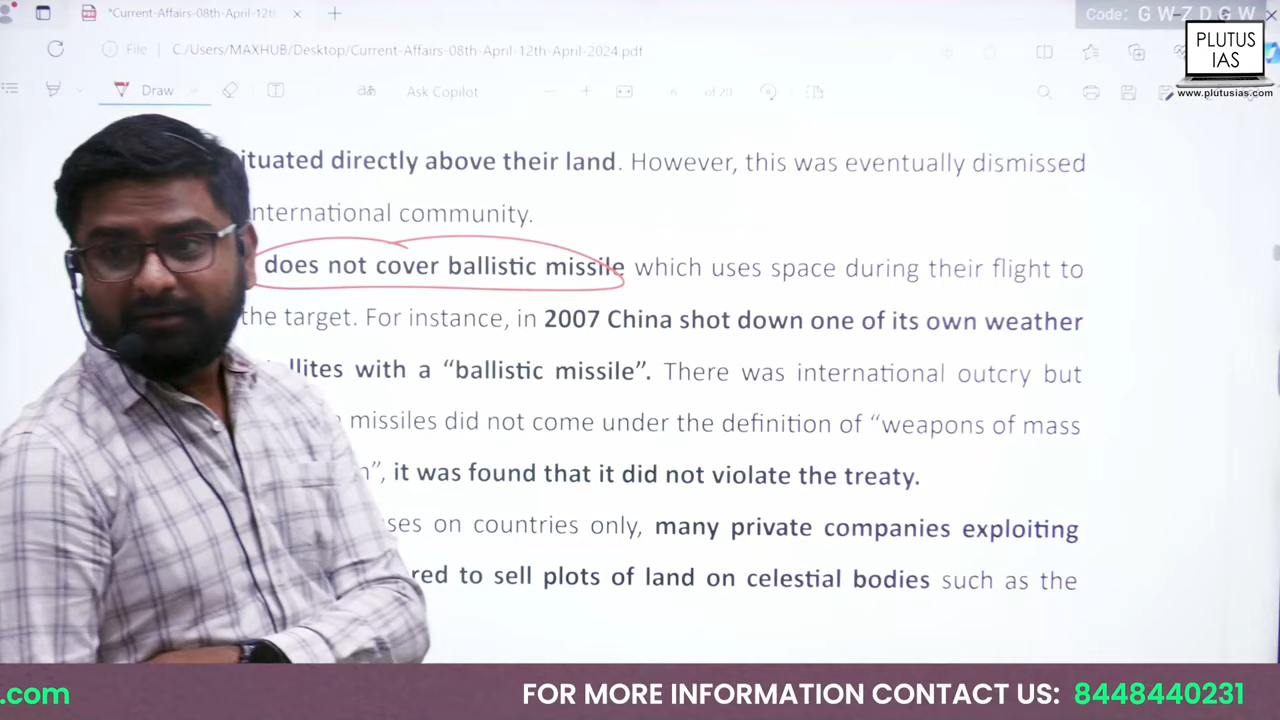 *Current-Affairs-08th-April-12th
Code: G W Z D G W
File C:/Users/MAXHUB/Desktop/Current-Affairs-08th-April-12th-April-2024.pdf
PLUTUS
IAS
www.plutusias.com
Draw Ask Copilot 6 of 20
ituated directly above their land. However, this was eventually dismissed
nternational community.
does not cover ballistic missile which uses space during their flight to
the target. For instance, in 2007 China shot down one of its own weather
llites with a “ballistic missile”. There was international outcry but
missiles did not come under the definition of “weapons of mass
n”, it was found that it did not violate the treaty.
ses on countries only, many private companies exploiting
red to sell plots of land on celestial bodies such as the
.com FOR MORE INFORMATION CONTACT US: 8448440231